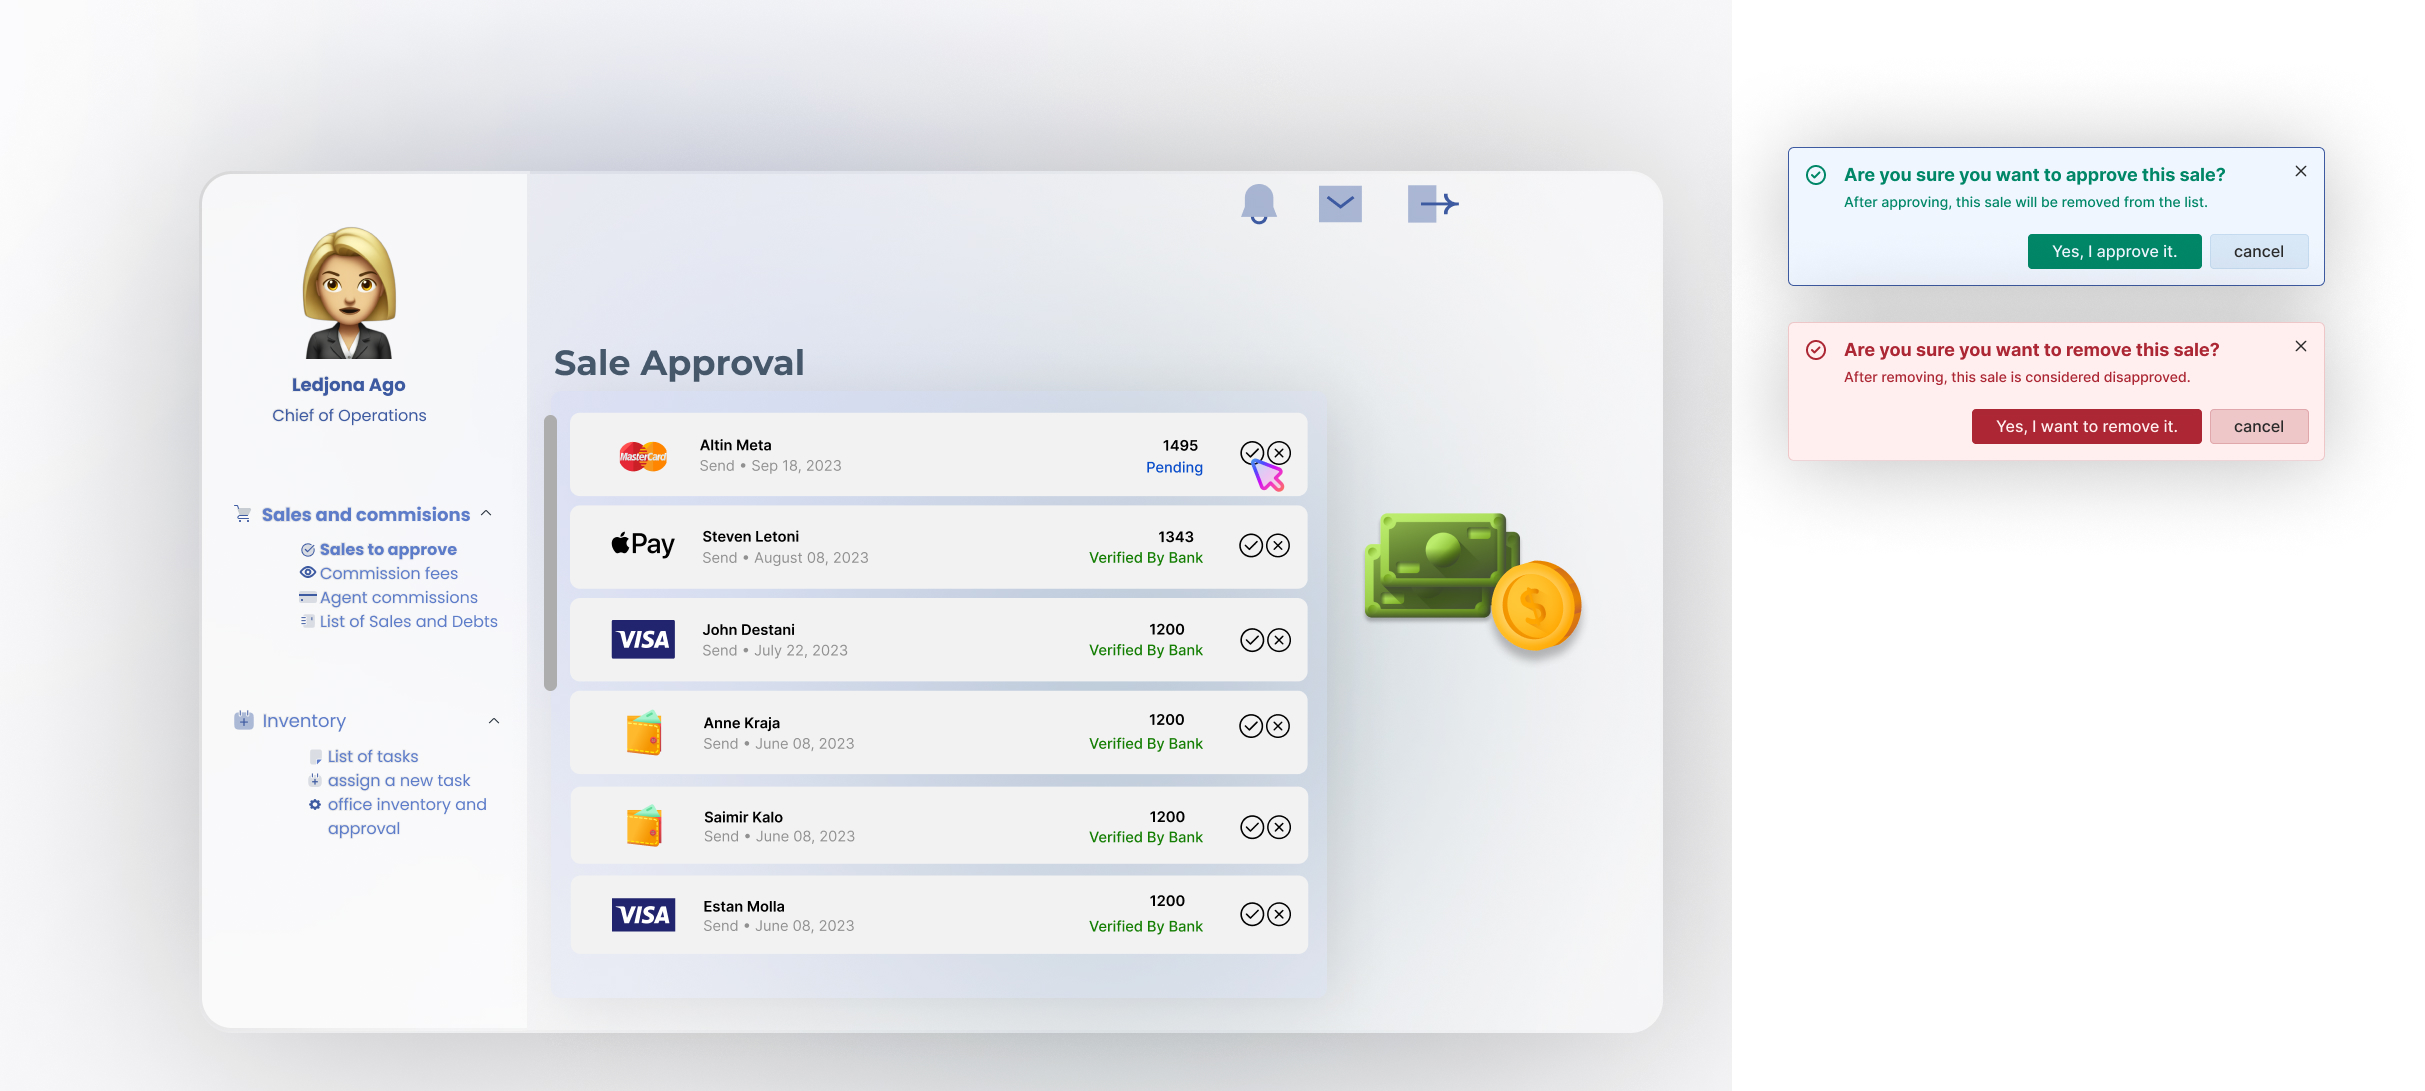 Ledjona Ago
Chief of Operations
Sales and commisions
Sales to approve
Commission fees
Agent commissions
List of Sales and Debts
Inventory
List of tasks
assign a new task
office inventory and
approval
Sale Approval
MasterCard
Altin Meta
Send • Sep 18, 2023
1495
Pending
Pay
Steven Letoni
Send • August 08, 2023
1343
Verified By Bank
VISA
John Destani
Send • July 22, 2023
1200
Verified By Bank
Anne Kraja
Send • June 08, 2023
1200
Verified By Bank
Saimir Kalo
Send • June 08, 2023
1200
Verified By Bank
VISA
Estan Molla
Send • June 08, 2023
1200
Verified By Bank
$
Are you sure you want to approve this sale?
After approving, this sale will be removed from the list.
Yes, I approve it.
cancel
Are you sure you want to remove this sale?
After removing, this sale is considered disapproved.
Yes, I want to remove it.
cancel